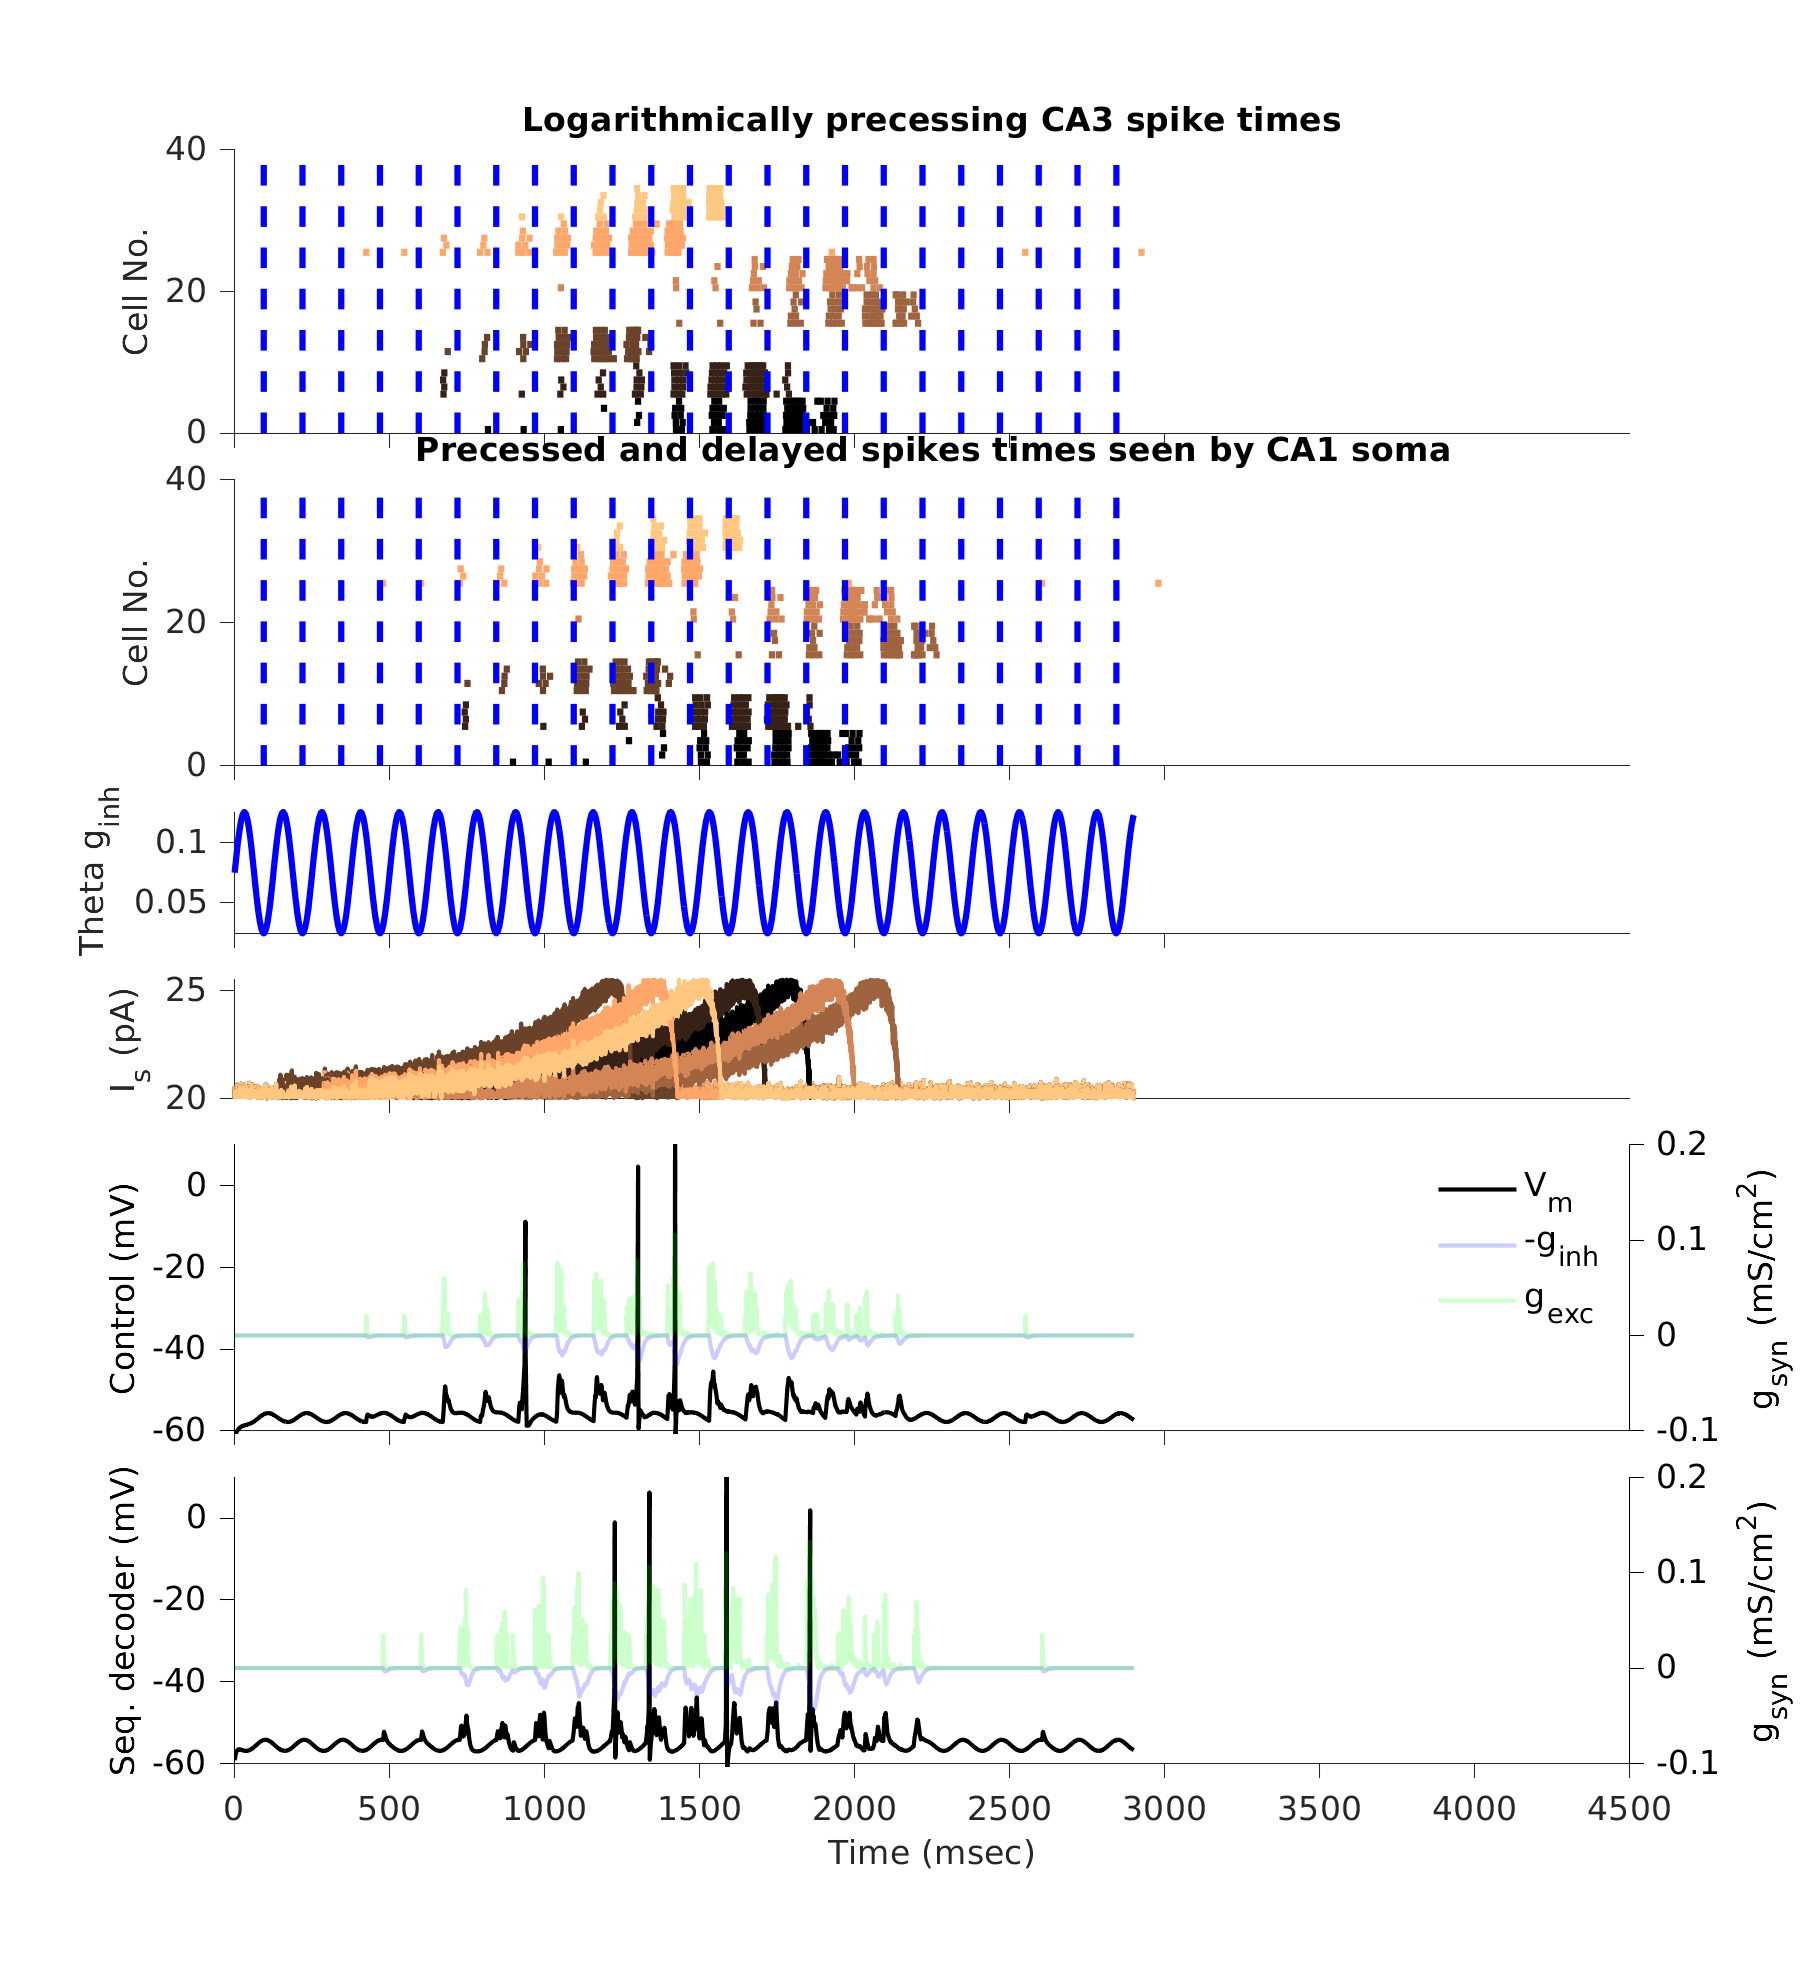 Logarithmically precessing CA3 spike times
40
20
0
Cell No.
Precessed and delayed spikes times seen by CA1 soma
40
20
0
Cell No.
0.1
0.05
Theta g_inh
25
20
I_s (pA)
0
-20
-40
-60
Control (mV)
V_m
-g_inh
g_exc
0.2
0.1
0
-0.1
g_syn (mS/cm^2)
0
-20
-40
-60
Seq. decoder (mV)
0.2
0.1
0
-0.1
g_syn (mS/cm^2)
0 500 1000 1500 2000 2500 3000 3500 4000 4500
Time (msec)